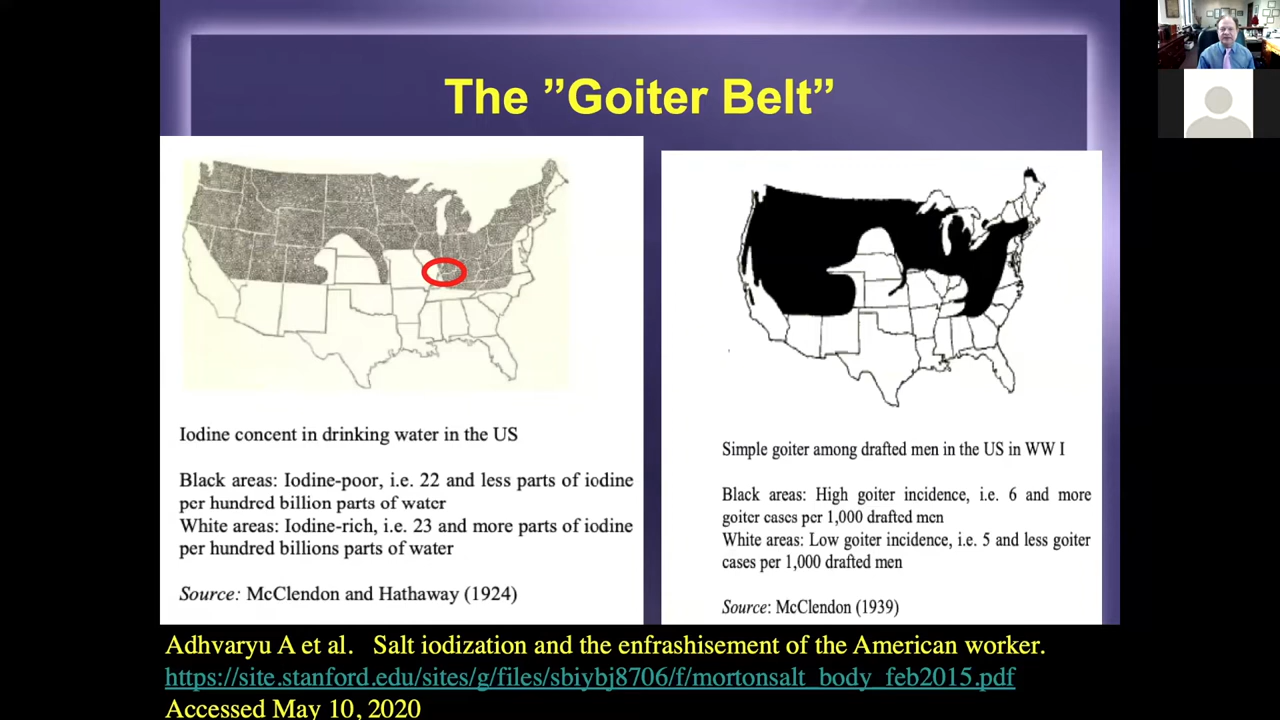 The ”Goiter Belt”
Iodine concent in drinking water in the US
Black areas: Iodine-poor, i.e. 22 and less parts of iodine
per hundred billion parts of water
White areas: Iodine-rich, i.e. 23 and more parts of iodine
per hundred billions parts of water
Source: McClendon and Hathaway (1924)
Simple goiter among drafted men in the US in WW I
Black areas: High goiter incidence, i.e. 6 and more
goiter cases per 1,000 drafted men
White areas: Low goiter incidence, i.e. 5 and less goiter
cases per 1,000 drafted men
Source: McClendon (1939)
Adhvaryu A et al.   Salt iodization and the enfrashisement of the American worker.
https://site.stanford.edu/sites/g/files/sbiybj8706/f/mortonsalt_body_feb2015.pdf
Accessed May 10, 2020